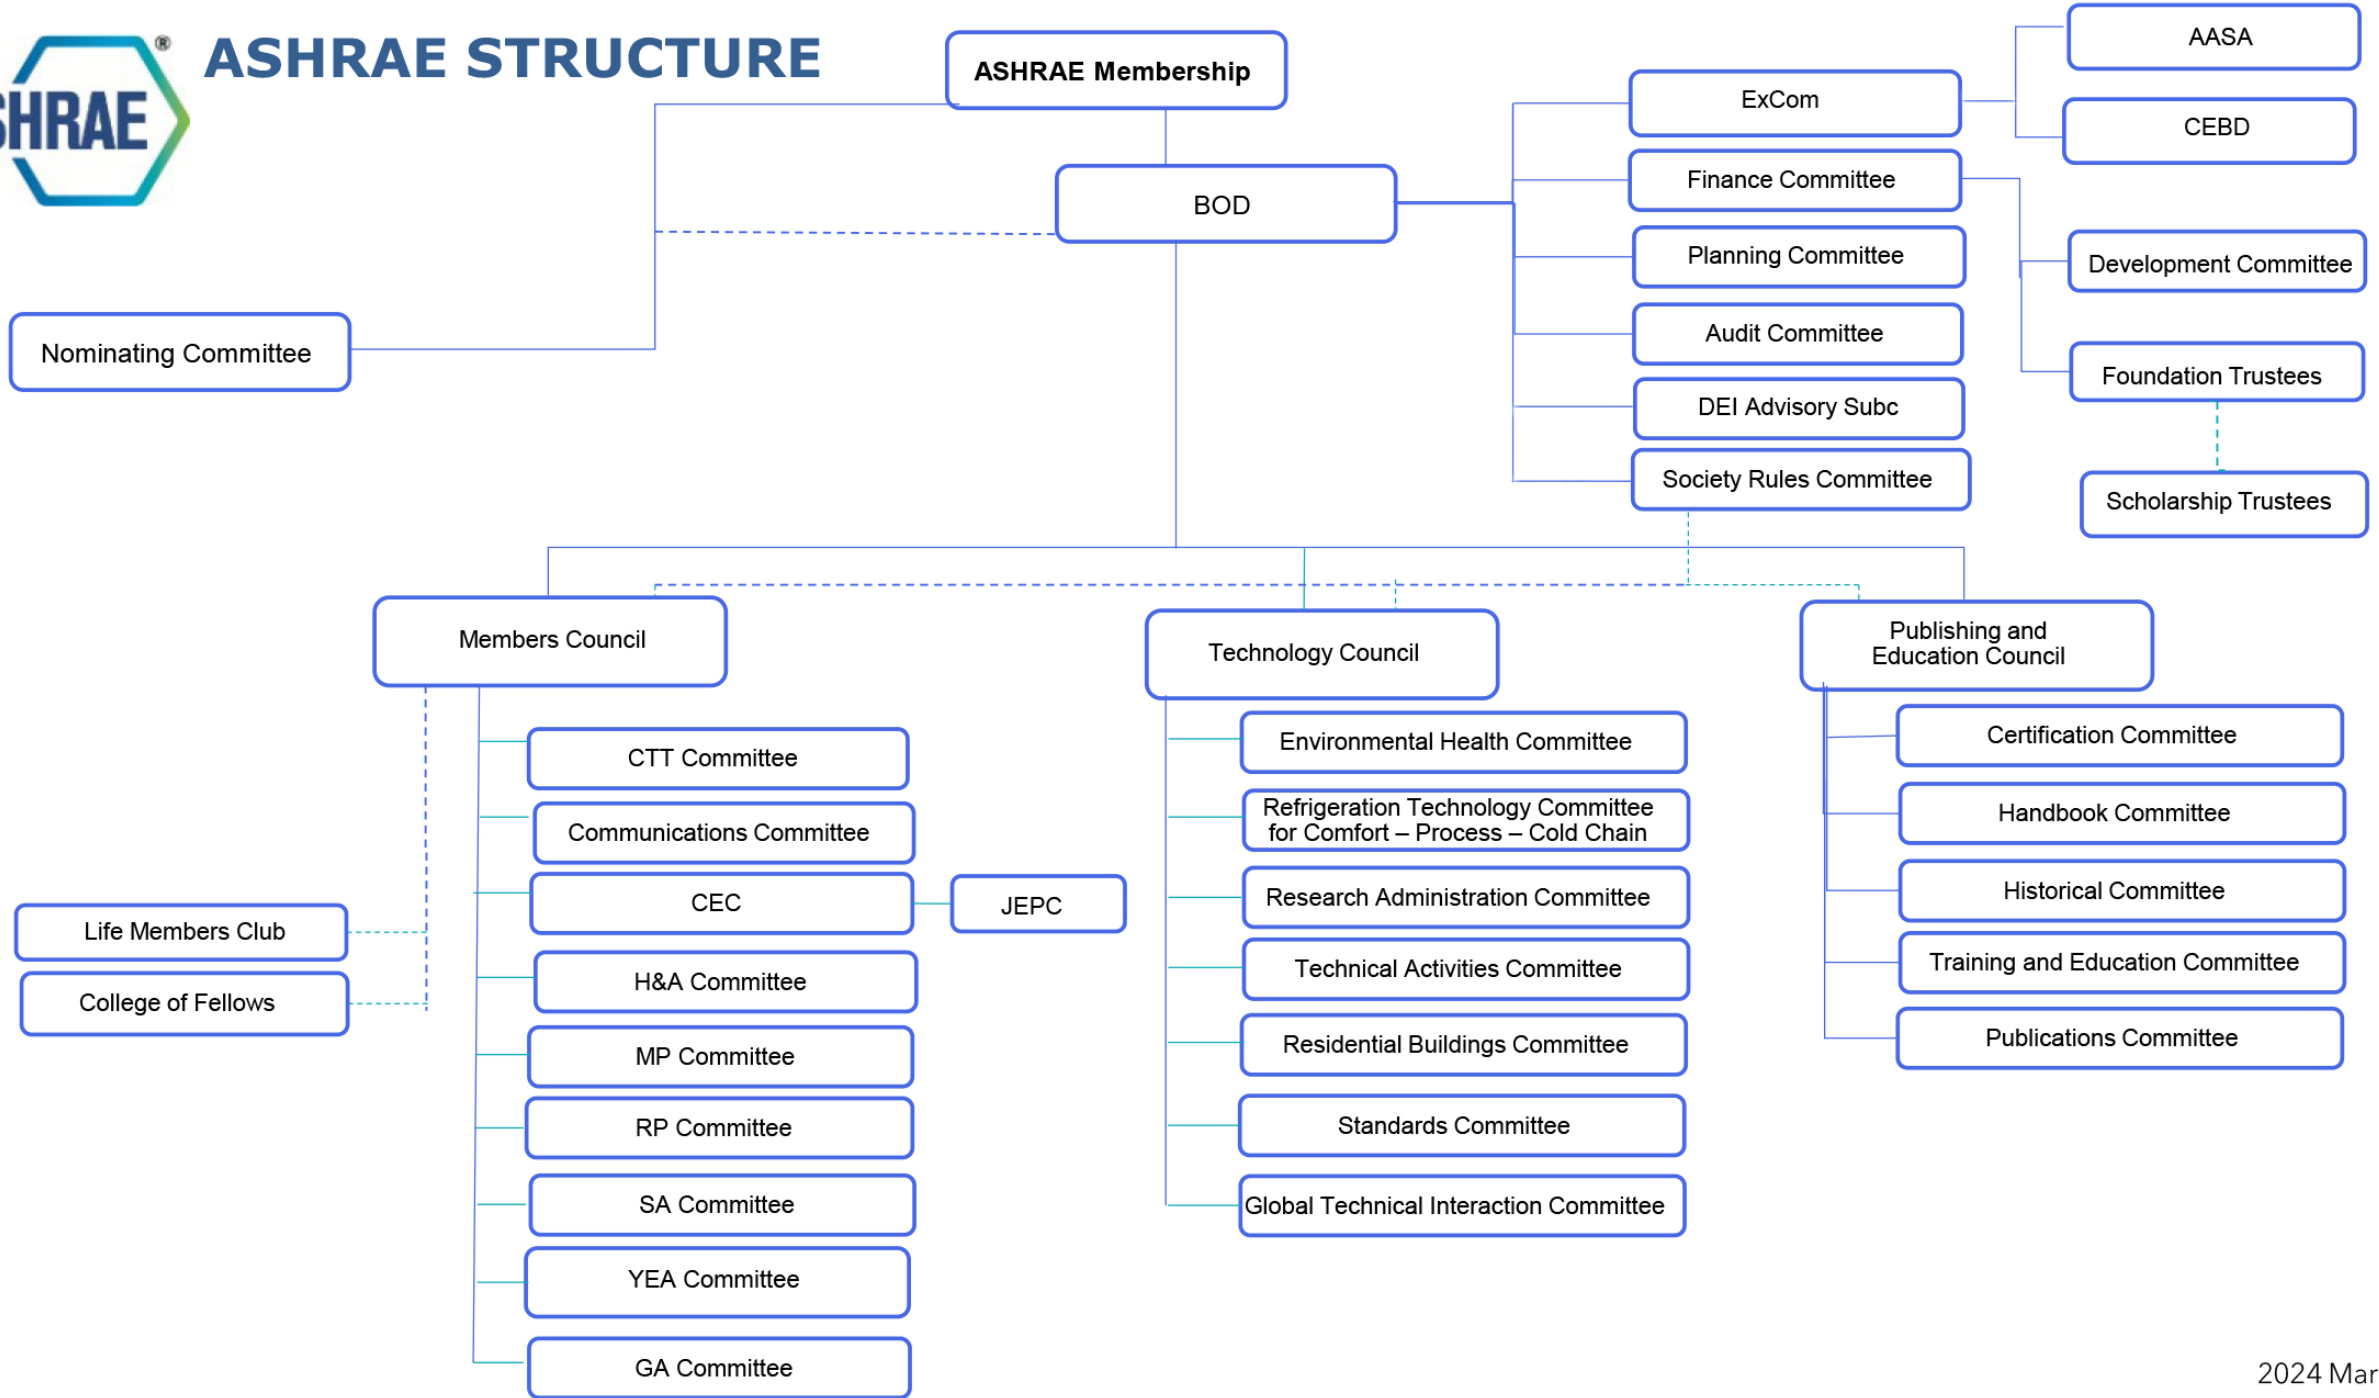 ®
SHRAE
ASHRAE STRUCTURE
ASHRAE Membership
BOD
Nominating Committee
ExCom
Finance Committee
Planning Committee
Audit Committee
DEI Advisory Subc
Society Rules Committee
AASA
CEBD
Development Committee
Foundation Trustees
Scholarship Trustees
Members Council
Life Members Club
College of Fellows
CTT Committee
Communications Committee
CEC
JEPC
H&A Committee
MP Committee
RP Committee
SA Committee
YEA Committee
GA Committee
Technology Council
Environmental Health Committee
Refrigeration Technology Committee
for Comfort – Process – Cold Chain
Research Administration Committee
Technical Activities Committee
Residential Buildings Committee
Standards Committee
Global Technical Interaction Committee
Publishing and
Education Council
Certification Committee
Handbook Committee
Historical Committee
Training and Education Committee
Publications Committee
2024 Mar